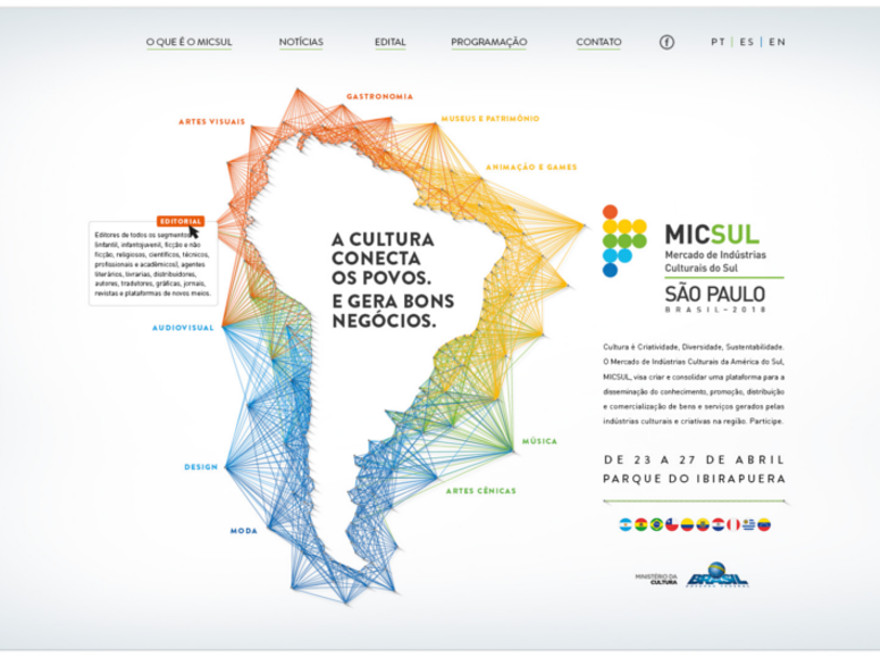 O QUE É O MICSUL
NOTÍCIAS
EDITAL
PROGRAMAÇÃO
CONTATO
f
PT | ES | EN
GASTRONOMIA
ARTES VISUAIS
MUSEUS E PATRIMÔNIO
ANIMAÇÃO E GAMES
EDITORIAL
Editores de todos os segmentos
(infantil, infantojuvenil, ficção e não
ficção, religiosos, científicos, técnicos,
profissionais e acadêmicos), agentes
literários, livrarias, distribuidores,
autores, tradutores, gráficas, jornais,
revistas e plataformas de novos meios.
AUDIOVISUAL
DESIGN
MODA
MÚSICA
ARTES CÊNICAS
A CULTURA
CONECTA
OS POVOS.
E GERA BONS
NEGÓCIOS.
MICSUL
Mercado de Indústrias
Culturais do Sul
SÃO PAULO
BRASIL-2018
Cultura é Criatividade, Diversidade, Sustentabilidade.
O Mercado de Indústrias Culturais da América do Sul,
MICSUL, visa criar e consolidar uma plataforma para a
disseminação do conhecimento, promoção, distribuição
e comercialização de bens e serviços gerados pelas
indústrias culturais e criativas na região. Participe.
DE 23 A 27 DE ABRIL
PARQUE DO IBIRAPUERA
MINISTÉRIO DA
CULTURA
BRASIL